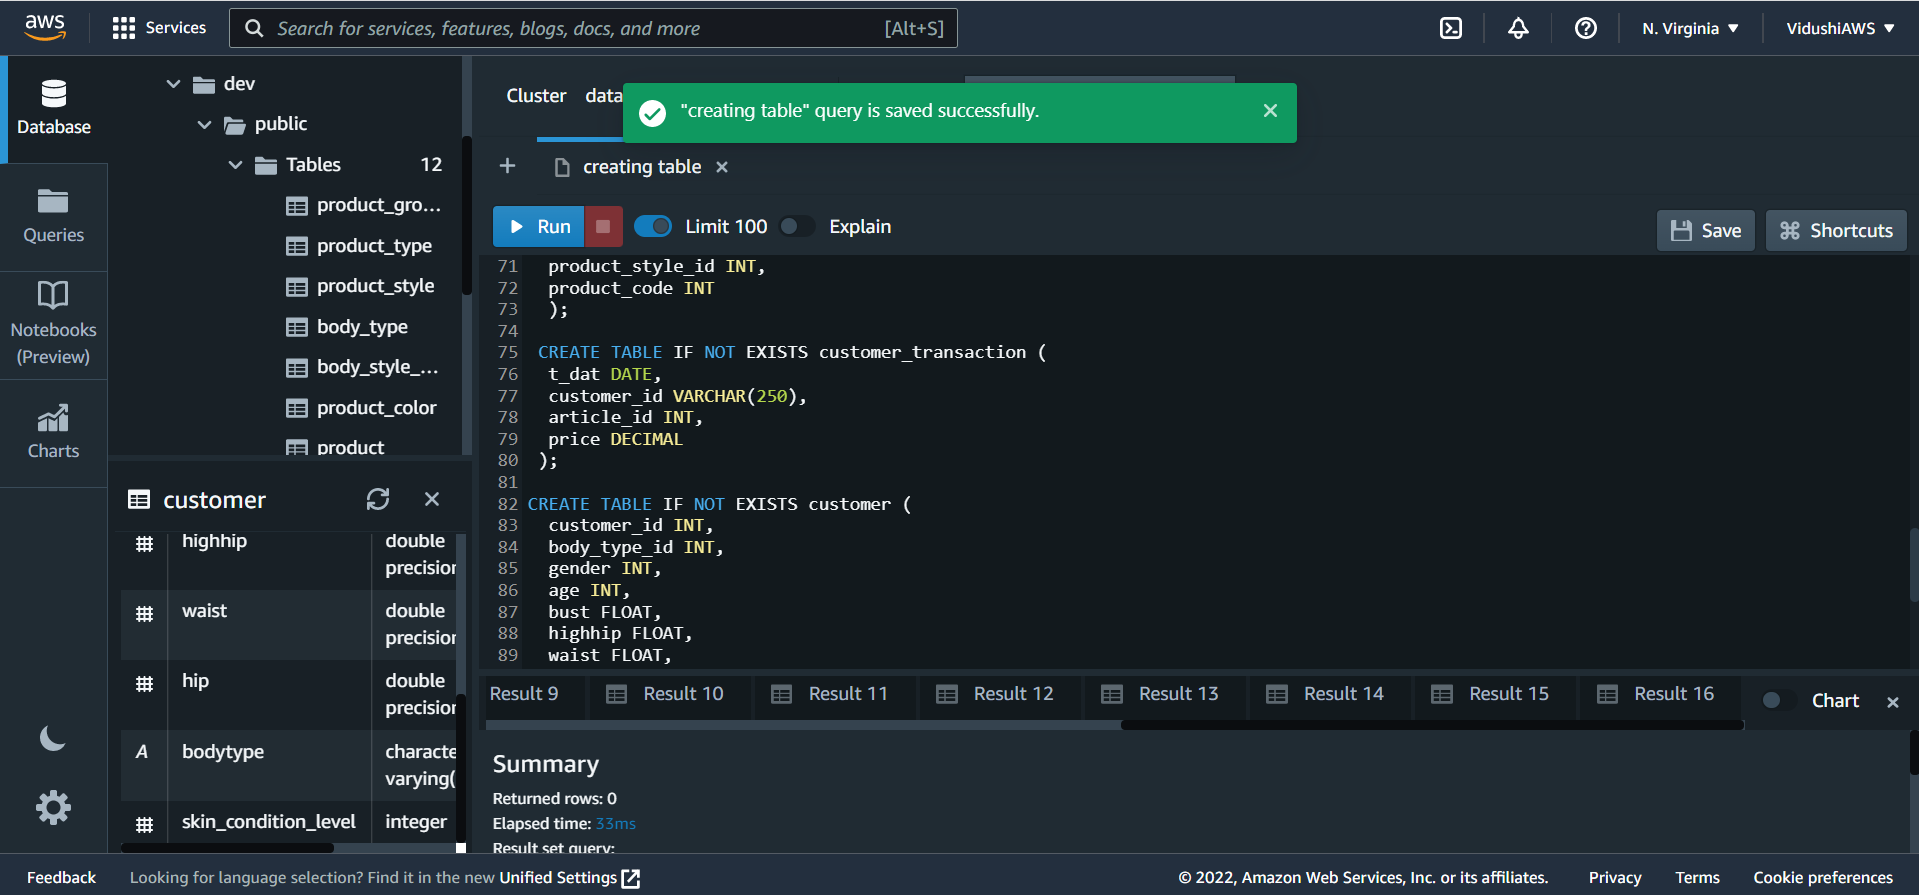 aws
Services
Search for services, features, blogs, docs, and more
[Alt+S]
N. Virginia
VidushiAWS
Database
Queries
Notebooks
(Preview)
Charts
dev
public
Tables 12
product_gro...
product_type
product_style
body_type
body_style_...
product_color
product
customer
highhip double precision
waist double precision
hip double precision
A bodytype characte
varying(
skin_condition_level integer
Cluster data
"creating table" query is saved successfully.
creating table
Run
Limit 100
Explain
Save
Shortcuts
71 product_style_id INT,
72 product_code INT
73 );
74
75 CREATE TABLE IF NOT EXISTS customer_transaction (
76 t_dat DATE,
77 customer_id VARCHAR(250),
78 article_id INT,
79 price DECIMAL
80 );
81
82 CREATE TABLE IF NOT EXISTS customer (
83 customer_id INT,
84 body_type_id INT,
85 gender INT,
86 age INT,
87 bust FLOAT,
88 highhip FLOAT,
89 waist FLOAT,
Result 9
Result 10
Result 11
Result 12
Result 13
Result 14
Result 15
Result 16
Chart
Summary
Returned rows: 0
Elapsed time: 33ms
Result set query:
Feedback
Looking for language selection? Find it in the new Unified Settings
© 2022, Amazon Web Services, Inc. or its affiliates.
Privacy
Terms
Cookie preferences